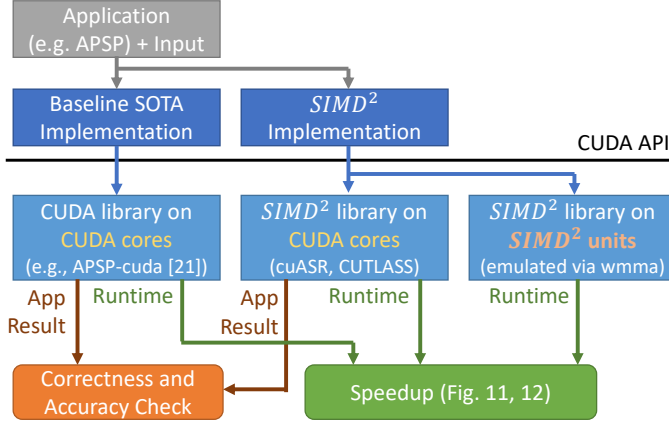 Application
(e.g. APSP) + Input
Baseline SOTA
Implementation
SIMD²
Implementation
CUDA API
CUDA library on
CUDA cores
(e.g., APSP-cuda [21])
SIMD² library on
CUDA cores
(cuASR, CUTLASS)
SIMD² library on
SIMD² units
(emulated via wmma)
App
Result
Runtime
App
Result
Runtime
Runtime
Correctness and
Accuracy Check
Speedup (Fig. 11, 12)